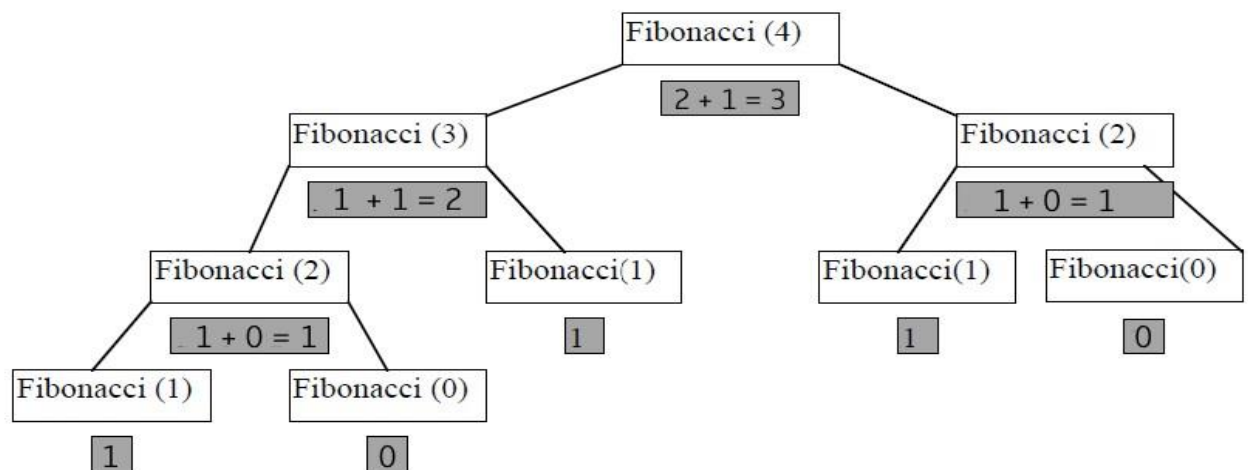 Fibonacci (4)
2 + 1 = 3
Fibonacci (3)
Fibonacci (2)
1 + 1 = 2
1 + 0 = 1
Fibonacci (2)
Fibonacci(1)
Fibonacci(1)
Fibonacci(0)
1 + 0 = 1
1
1
0
Fibonacci (1)
Fibonacci (0)
1
0